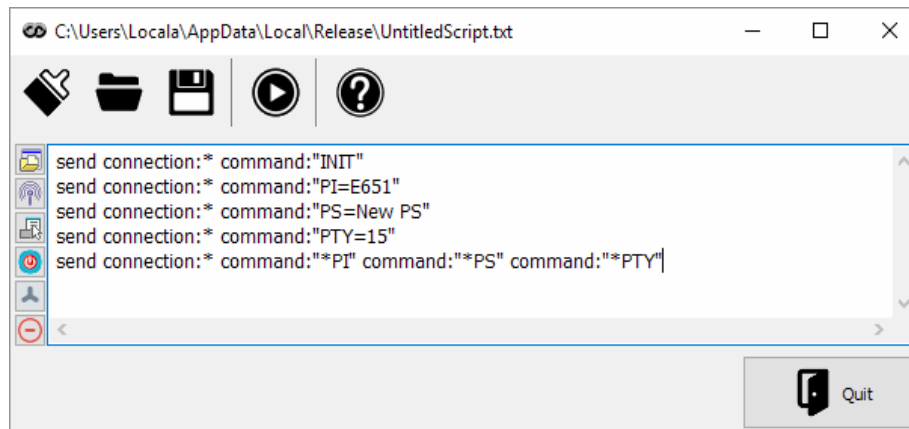 C:\Users\Locala\AppData\Local\Release\UntitledScript.txt
send connection:* command:"INIT"
send connection:* command:"PI=E651"
send connection:* command:"PS=New PS"
send connection:* command:"PTY=15"
send connection:* command:"*PI" command:"*PS" command:"*PTY"
Quit